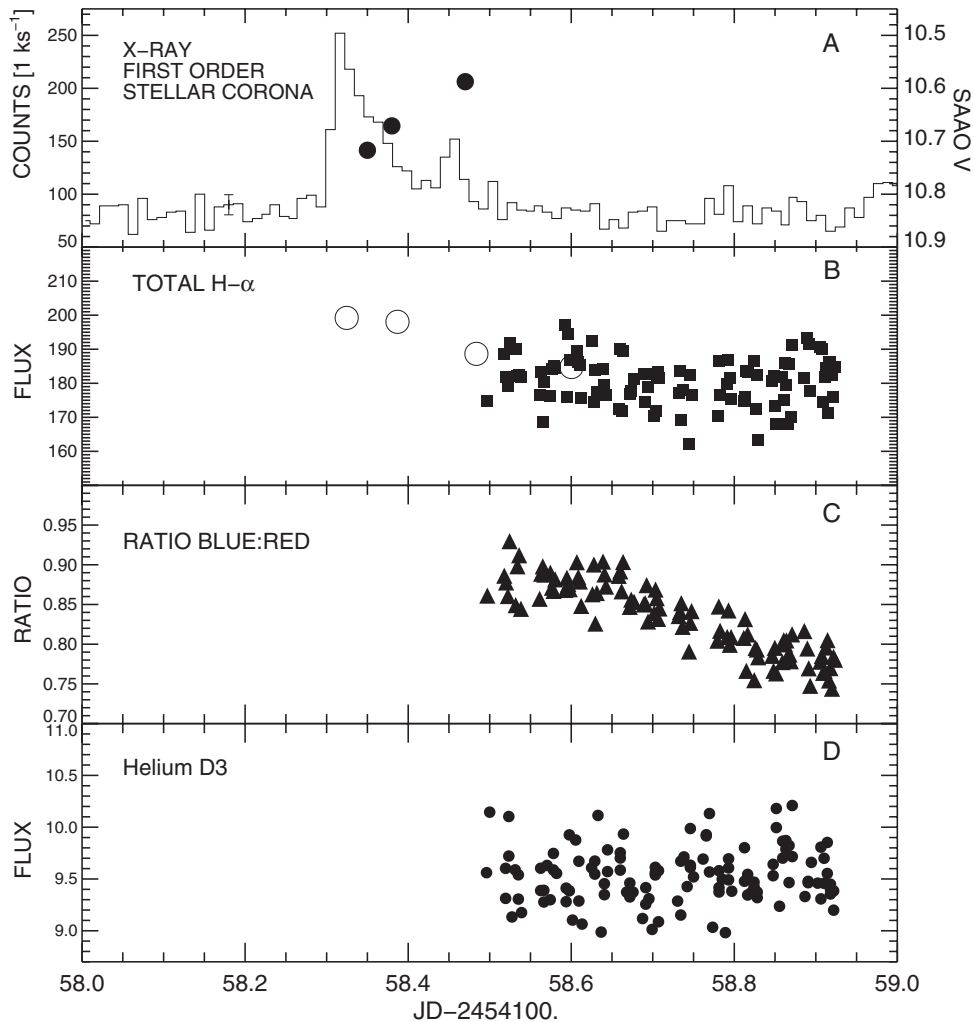 250
200
150
100
50
COUNTS [1 ks⁻¹]
X−RAY
FIRST ORDER
STELLAR CORONA
A
10.5
10.6
10.7
10.8
10.9
SAAO V
210
200
190
180
170
160
FLUX
TOTAL H−α
B
0.95
0.90
0.85
0.80
0.75
0.70
RATIO
RATIO BLUE:RED
C
11.0
10.5
10.0
9.5
9.0
FLUX
Helium D3
D
58.0
58.2
58.4
58.6
58.8
59.0
JD−2454100.